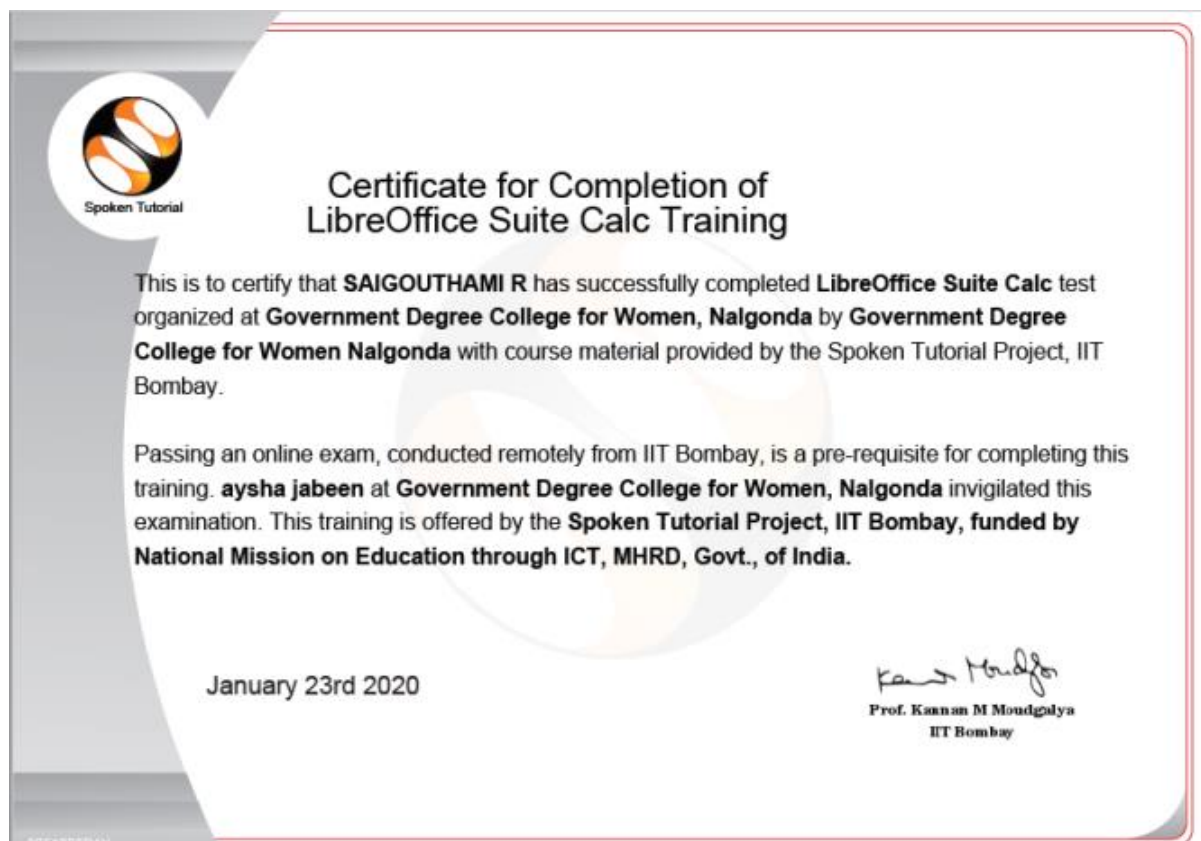 Spoken Tutorial
Certificate for Completion of
LibreOffice Suite Calc Training
This is to certify that SAIGOUTHAMI R has successfully completed LibreOffice Suite Calc test
organized at Government Degree College for Women, Nalgonda by Government Degree
College for Women Nalgonda with course material provided by the Spoken Tutorial Project, IIT
Bombay.
Passing an online exam, conducted remotely from IIT Bombay, is a pre-requisite for completing this
training. aysha jabeen at Government Degree College for Women, Nalgonda invigilated this
examination. This training is offered by the Spoken Tutorial Project, IIT Bombay, funded by
National Mission on Education through ICT, MHRD, Govt., of India.
January 23rd 2020
Prof. Kannan M Moudgalya
IIT Bombay